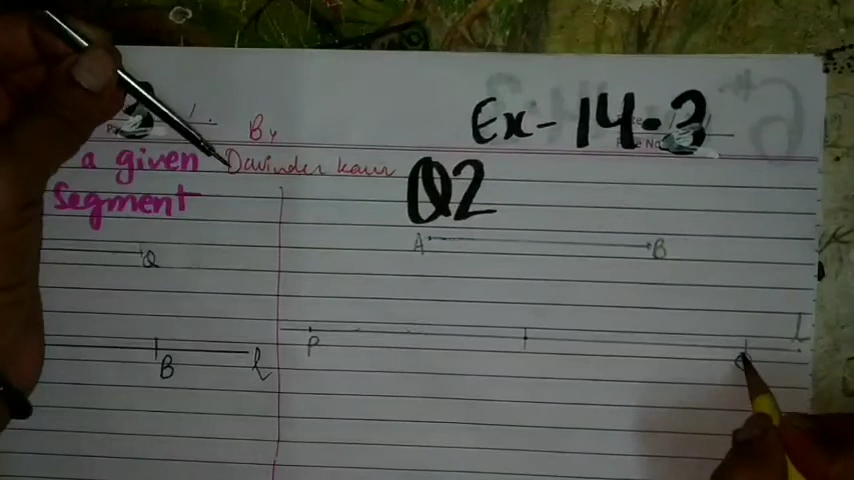 By
Davinder kaur
a given
Segment
Ex- 14.3
Q2
A B
Q
P
L
B l